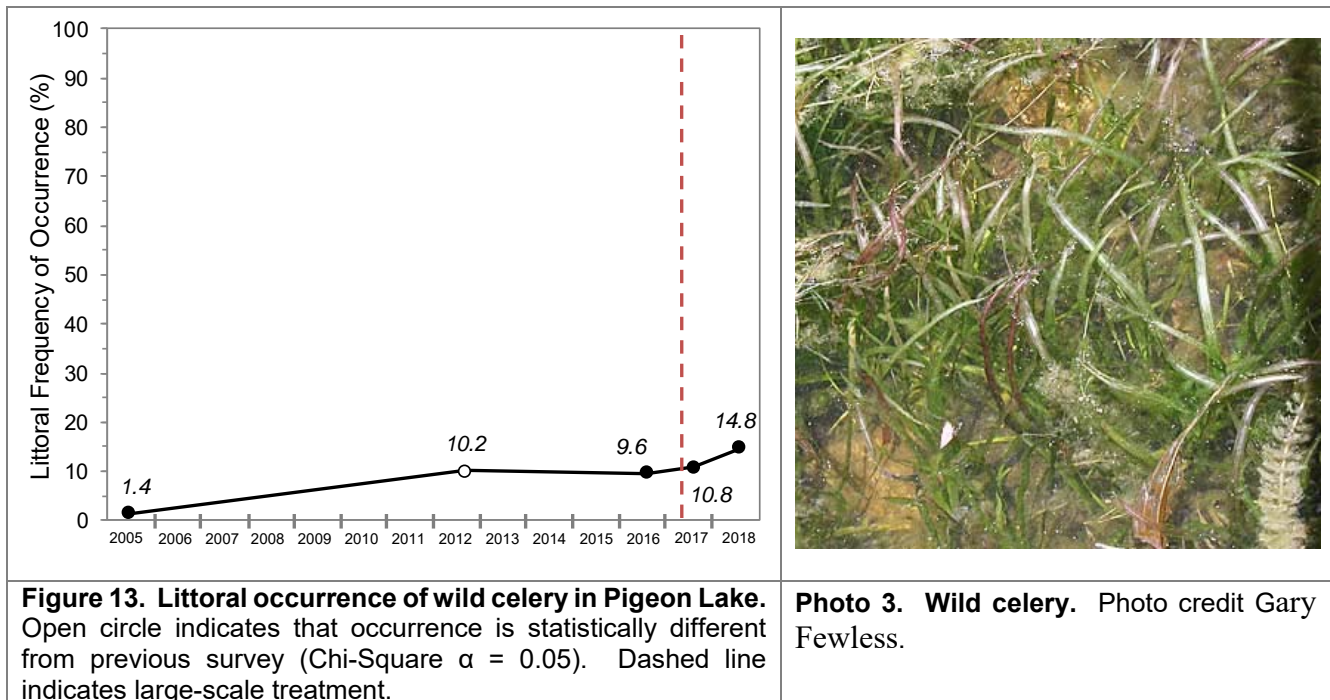 100
90
80
70
60
50
40
30
20
10
0
Littoral Frequency of Occurrence (%)
1.4
10.2
9.6
10.8
14.8
2005 2006 2007 2008 2009 2010 2011 2012 2013 2014 2015 2016 2017 2018
Figure 13. Littoral occurrence of wild celery in Pigeon Lake.
Open circle indicates that occurrence is statistically different
from previous survey (Chi-Square α = 0.05). Dashed line
indicates large-scale treatment.
Photo 3. Wild celery. Photo credit Gary
Fewless.